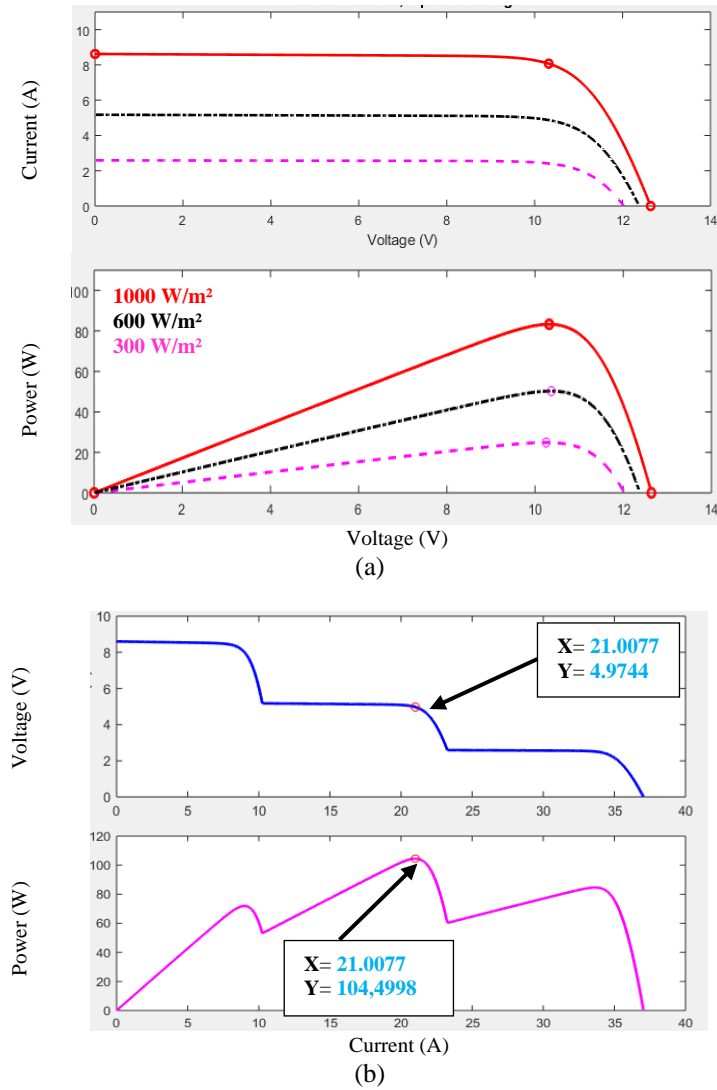 10
8
6
4
2
0
Current (A)
0 2 4 6 8 10 12 14
Voltage (V)
100
80
60
40
20
0
Power (W)
1000 W/m²
600 W/m²
300 W/m²
0 2 4 6 8 10 12 14
Voltage (V)
(a)
10
8
6
4
2
0
Voltage (V)
X= 21.0077
Y= 4.9744
0 5 10 15 20 25 30 35 40
120
100
80
60
40
20
0
Power (W)
X= 21.0077
Y= 104,4998
0 5 10 15 20 25 30 35 40
Current (A)
(b)